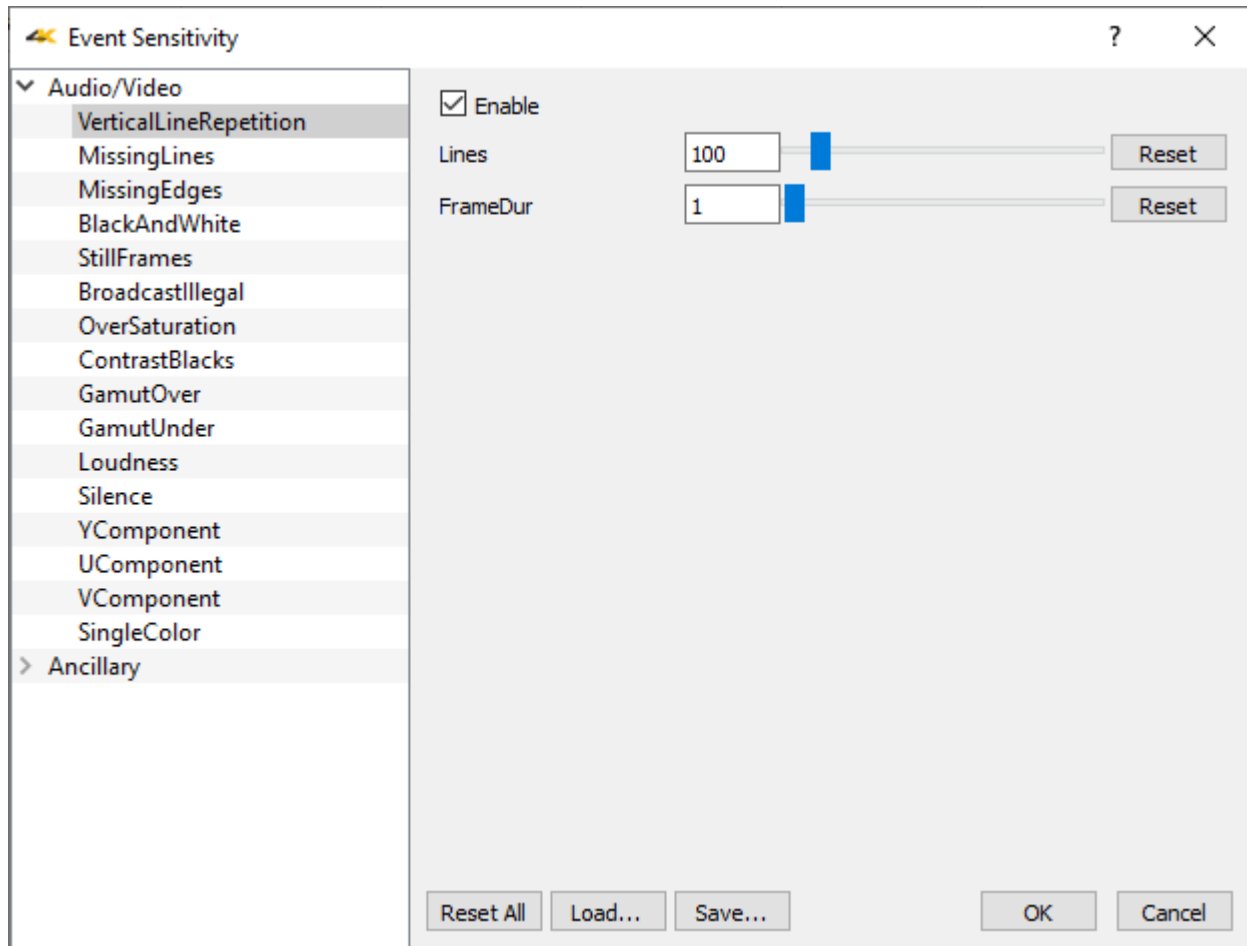 4K Event Sensitivity ?
Audio/Video
VerticalLineRepetition
MissingLines
MissingEdges
BlackAndWhite
StillFrames
BroadcastIllegal
OverSaturation
ContrastBlacks
GamutOver
GamutUnder
Loudness
Silence
YComponent
UComponent
VComponent
SingleColor
Ancillary
Enable
Lines 100 Reset
FrameDur 1 Reset
Reset All Load... Save... OK Cancel